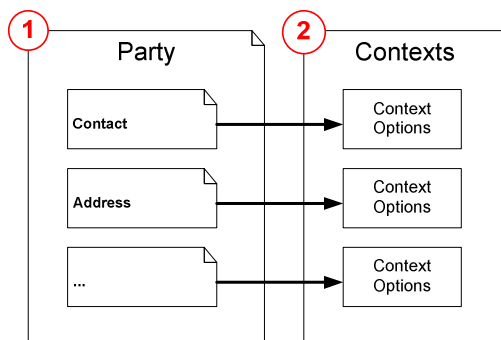 1
Party
2
Contexts
Contact
Context
Options
Address
Context
Options
...
Context
Options